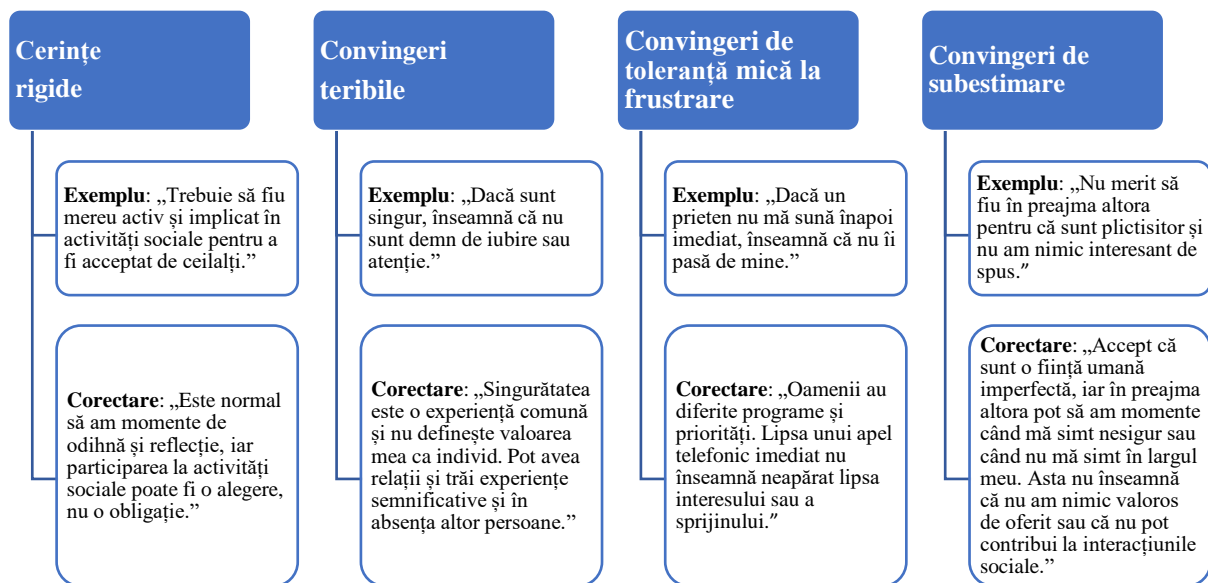 Cerințe
rigide
Exemplu: „Trebuie să fiu
mereu activ și implicat în
activități sociale pentru a
fi acceptat de ceilalți.”
Corectare: „Este normal
să am momente de
odihnă și reflecție, iar
participarea la activități
sociale poate fi o alegere,
nu o obligație.”
Convingeri
teribile
Exemplu: „Dacă sunt
singur, înseamnă că nu
sunt demn de iubire sau
atenție.”
Corectare: „Singurătatea
este o experiență comună
și nu definește valoarea
mea ca individ. Pot avea
relații și trăi experiențe
semnificative și în
absența altor persoane.”
Convingeri de
toleranță mică la
frustrare
Exemplu: „Dacă un
prieten nu mă sună înapoi
imediat, înseamnă că nu îi
pasă de mine.”
Corectare: „Oamenii au
diferite programe și
priorități. Lipsa unui apel
telefonic imediat nu
înseamnă neapărat lipsa
interesului sau a
sprijinului.”
Convingeri de
subestimare
Exemplu: „Nu merit să
fiu în preajma altora
pentru că sunt plictisitor și
nu am nimic interesant de
spus.”
Corectare: „Accept că
sunt o ființă umană
imperfectă, iar în preajma
altora pot să am momente
când mă simt nesigur sau
când nu mă simt în largul
meu. Asta nu înseamnă
că nu am nimic valoros
de oferit sau că nu pot
contribui la interacțiunile
sociale.”